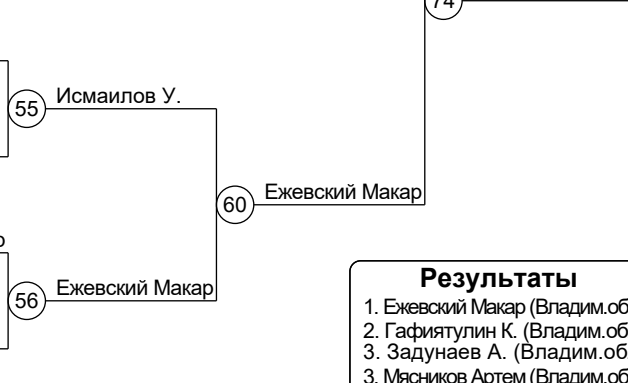 74
Исмаилов У.
55
Ежевский Макар
60
Ежевский Макар
56
Результаты
1. Ежевский Макар (Владим.об
2. Гафиятулин К. (Владим.об
3. Задунаев А. (Владим.об
3. Мясников Артем (Владим.об